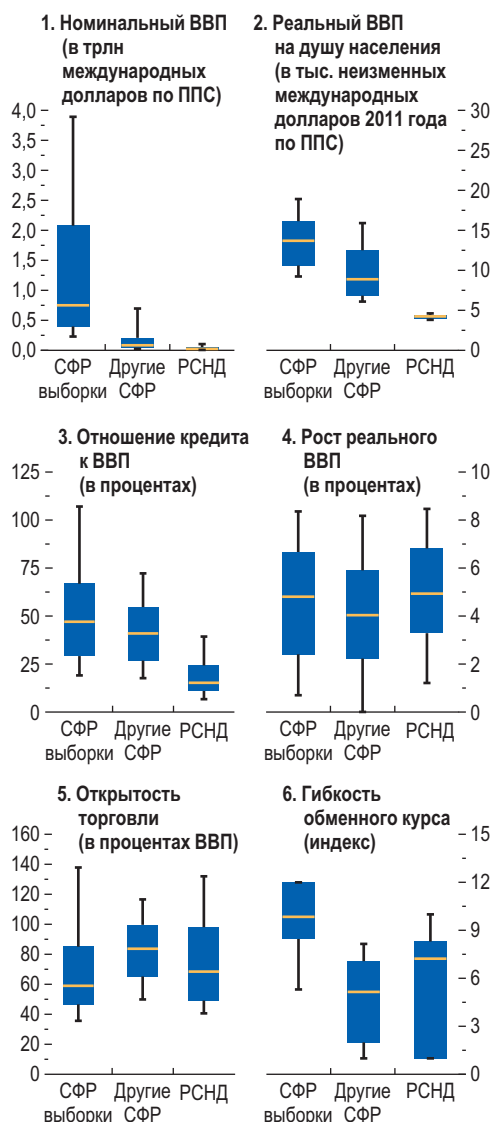 1. Номинальный ВВП
(в трлн
международных
долларов по ППС)
4,0
3,5
3,0
2,5
2,0
1,5
1,0
0,5
0,0
СФР
выборки
Другие
СФР
РСНД
2. Реальный ВВП
на душу населения
(в тыс. неизменных
международных
долларов 2011 года
по ППС)
30
25
20
15
10
5
0
СФР
выборки
Другие
СФР
РСНД
3. Отношение кредита
к ВВП
(в процентах)
125
100
75
50
25
0
СФР
выборки
Другие
СФР
РСНД
4. Рост реального
ВВП
(в процентах)
10
8
6
4
2
0
СФР
выборки
Другие
СФР
РСНД
5. Открытость
торговли
(в процентах ВВП)
160
140
120
100
80
60
40
20
0
СФР
выборки
Другие
СФР
РСНД
6. Гибкость
обменного курса
(индекс)
15
12
9
6
3
0
СФР
выборки
Другие
СФР
РСНД